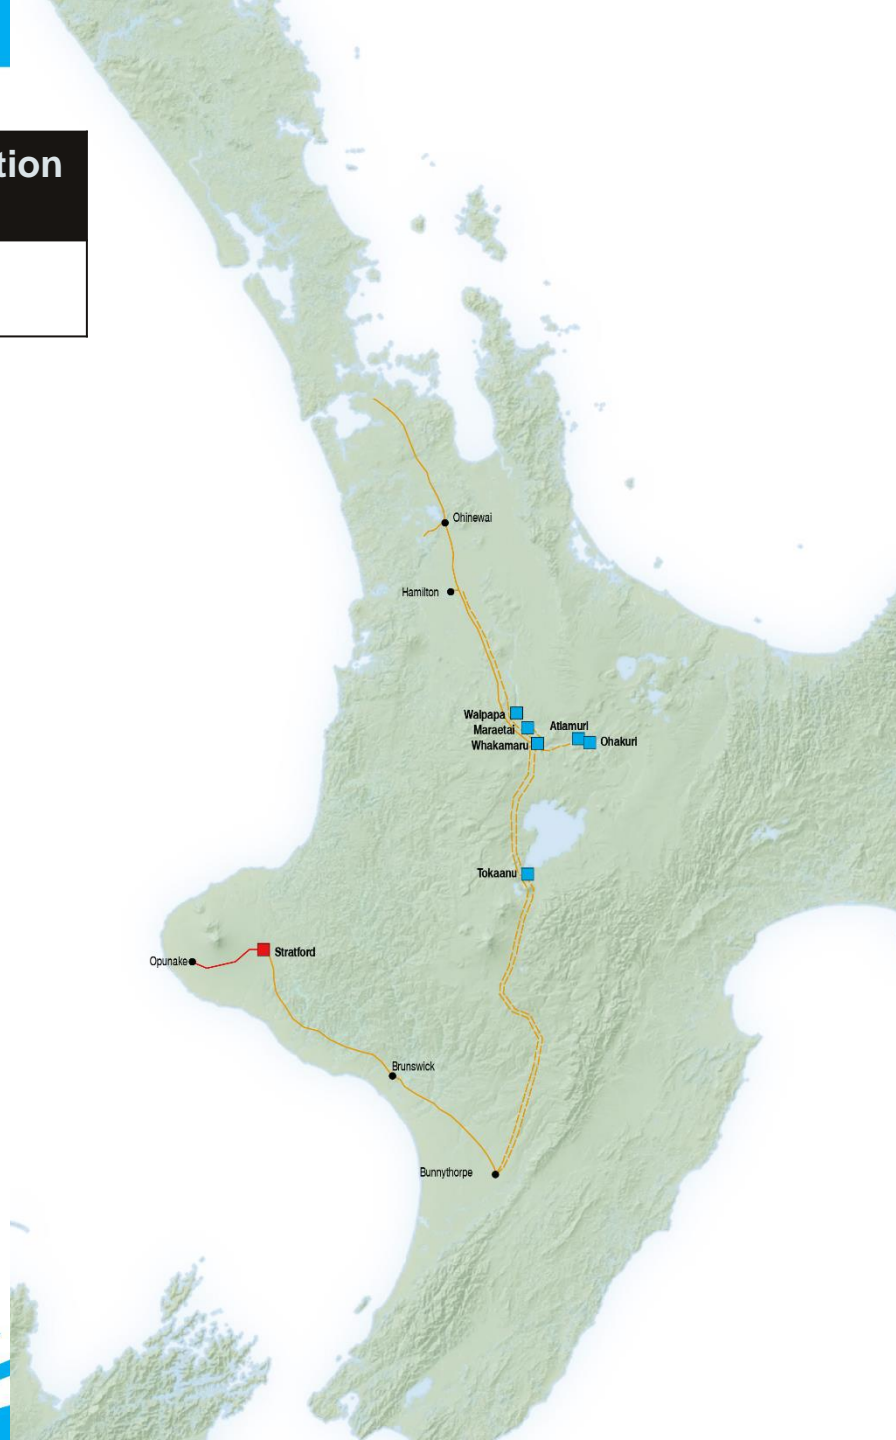 tion
Ohinewai
Hamilton
Waipapa
Maraetai
Atiamuri
Whakamaru
Ohakuri
Tokaanu
Stratford
Opunake
Brunswick
Bunnythorpe